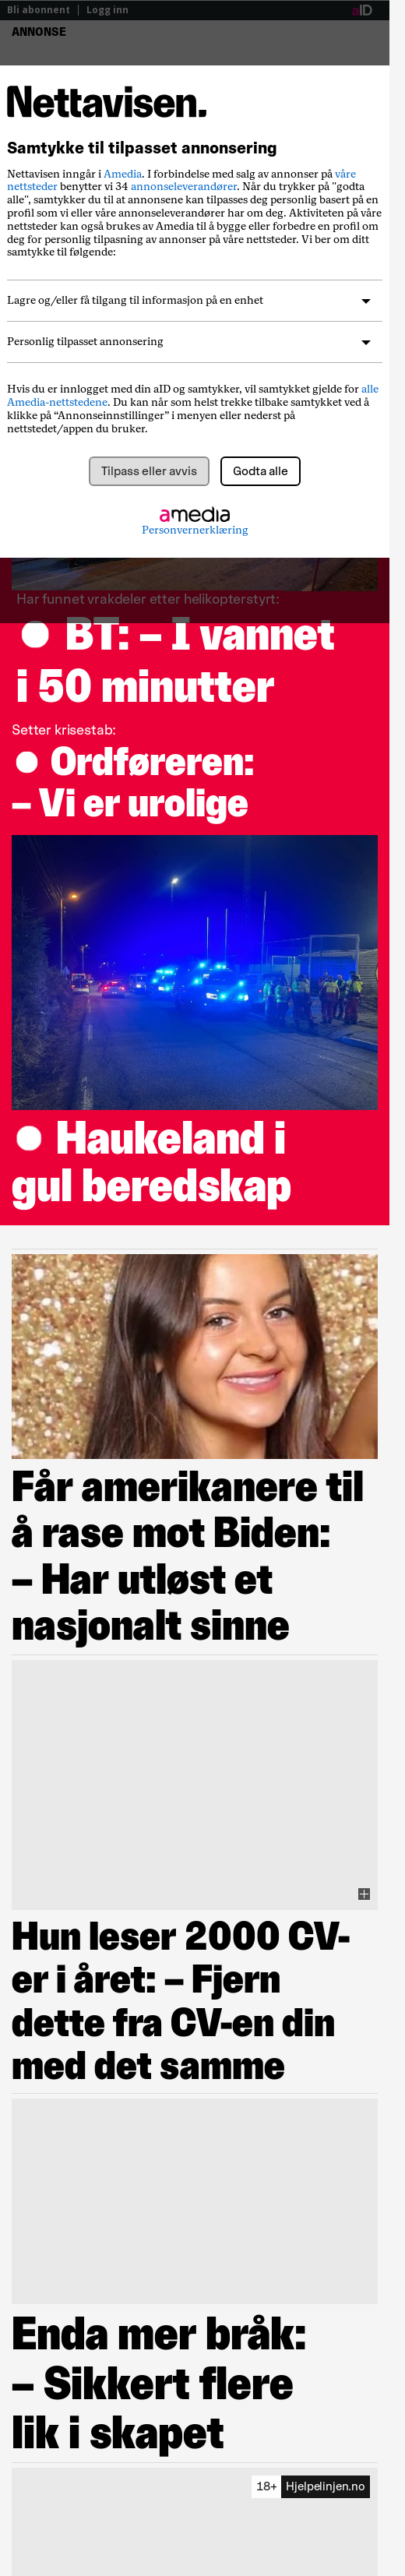 Bli abonnent | Logg inn
aID
ANNONSE
Nettavisen.
Samtykke til tilpasset annonsering
Nettavisen inngår i Amedia. I forbindelse med salg av annonser på våre
nettsteder benytter vi 34 annonseleverandører. Når du trykker på "godta
alle", samtykker du til at annonsene kan tilpasses deg personlig basert på en
profil som vi eller våre annonseleverandører har om deg. Aktiviteten på våre
nettsteder kan også brukes av Amedia til å bygge eller forbedre en profil om
deg for personlig tilpasning av annonser på våre nettsteder. Vi ber om ditt
samtykke til følgende:
Lagre og/eller få tilgang til informasjon på en enhet
Personlig tilpasset annonsering
Hvis du er innlogget med din aID og samtykker, vil samtykket gjelde for alle
Amedia-nettstedene. Du kan når som helst trekke tilbake samtykket ved å
klikke på “Annonseinnstillinger” i menyen eller nederst på
nettstedet/appen du bruker.
Tilpass eller avvis
Godta alle
amedia
Personvernerklæring
Har funnet vrakdeler etter helikopterstyrt:
BT: – I vannet
i 50 minutter
Setter krisestab:
Ordføreren:
– Vi er urolige
Haukeland i
gul beredskap
Får amerikanere til
å rase mot Biden:
– Har utløst et
nasjonalt sinne
Hun leser 2000 CV-
er i året: – Fjern
dette fra CV-en din
med det samme
Enda mer bråk:
– Sikkert flere
lik i skapet
18+ Hjelpelinjen.no